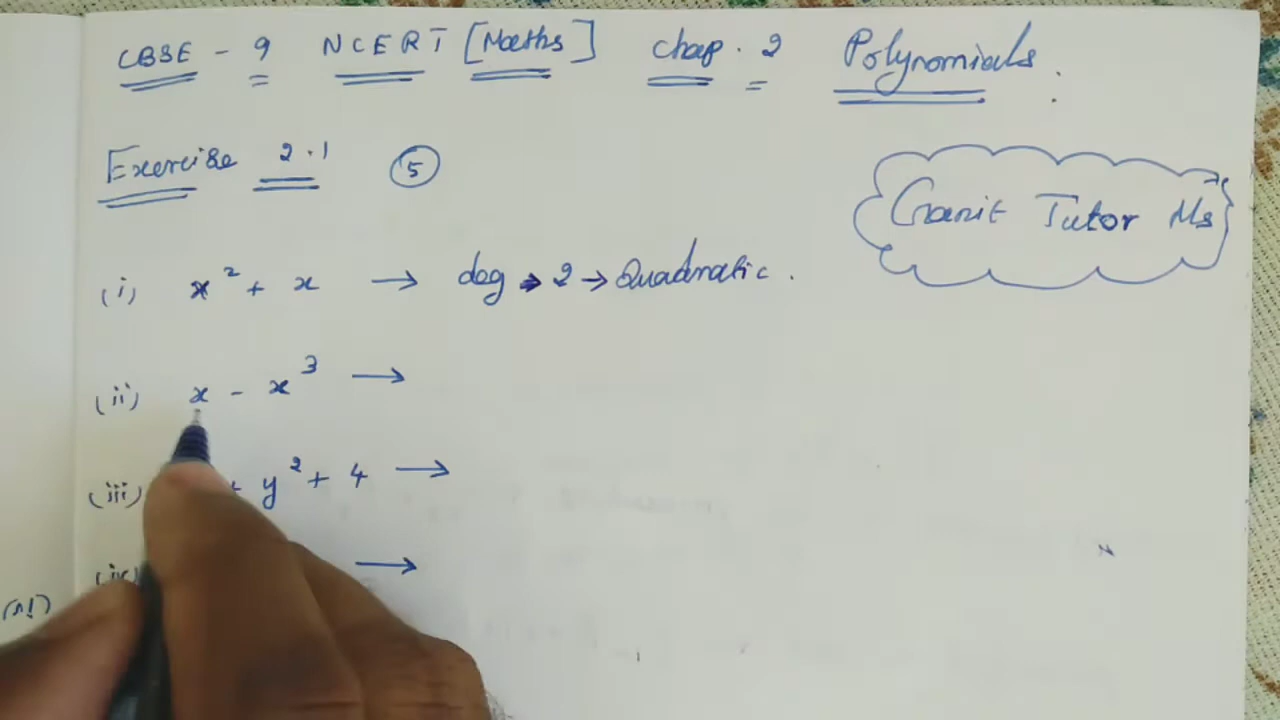 CBSE - 9 NCERT [Maths] Chap. 2 Polynomials.
Exercise 2.1 (5)
Ganit Tutor Ms
(i) x² + x → deg → 2 → Quadratic.
(ii) x - x³ →
(iii) + y² + 4 →
→